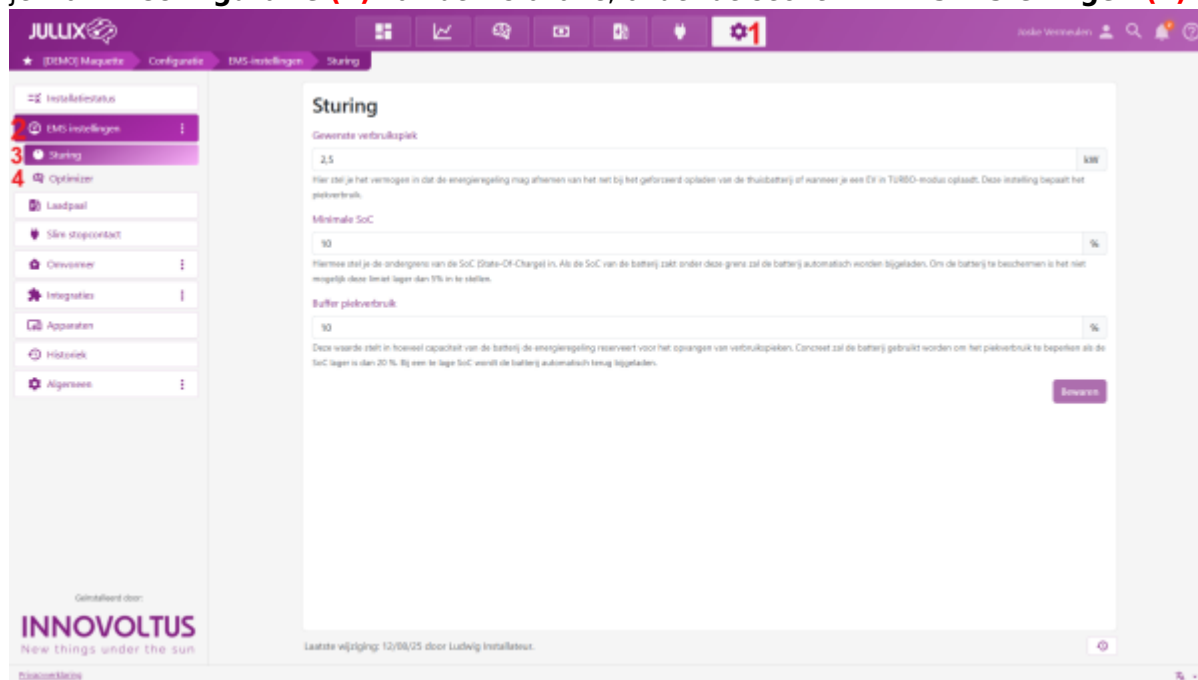 JULLIX
1
Joske Vermeulen
[DEMO] Maquette
Configuratie
EMS-instellingen
Sturing
Installatiestatus
2 EMS instellingen
3 Sturing
4 Optimizer
Laadpaal
Slim stopcontact
Omvormer
Integraties
Apparaten
Historiek
Algemeen
Sturing
Gewenste verbruikspiek
2,5 kW
Hier stel je het vermogen in dat de energieregeling mag afnemen van het net bij het geforceerd opladen van de thuisbatterij of wanneer je een EV in TURBO-modus oplaadt. Deze instelling bepaalt het
piekverbruik.
Minimale SoC
10 %
Hiermee stel je de ondergrens van de SoC (State-Of-Charge) in. Als de SoC van de batterij zakt onder deze grens zal de batterij automatisch worden bijgeladen. Om de batterij te beschermen is het niet
mogelijk deze limiet lager dan 5% in te stellen.
Buffer piekverbruik
10 %
Deze waarde stelt in hoeveel capaciteit van de batterij de energieregeling reserveert voor het opvangen van verbruikspieken. Concreet zal de batterij gebruikt worden om het piekverbruik te beperken als de
SoC lager is dan 20 %. Bij een te lage SoC wordt de batterij automatisch terug bijgeladen.
Bewaren
Geïnstalleerd door:
INNOVOLTUS
New things under the sun
Laatste wijziging: 12/08/25 door Ludwig Installateur.
Privacyverklaring